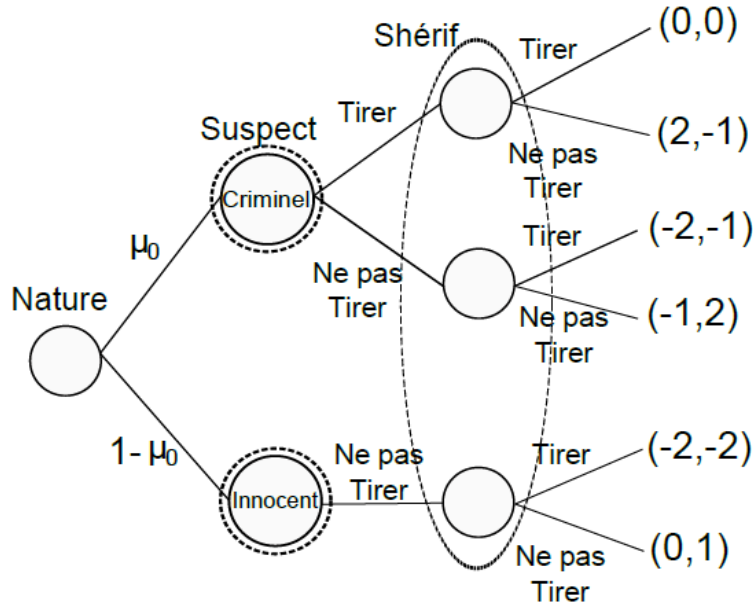 Shérif
Tirer
(0,0)
Suspect
Tirer
(2,-1)
Ne pas
Tirer
Criminel
Tirer
(-2,-1)
μ0
Ne pas
Tirer
Nature
Ne pas
Tirer
(-1,2)
1-μ0
Ne pas
Tirer
Tirer
(-2,-2)
Innocent
(0,1)
Ne pas
Tirer